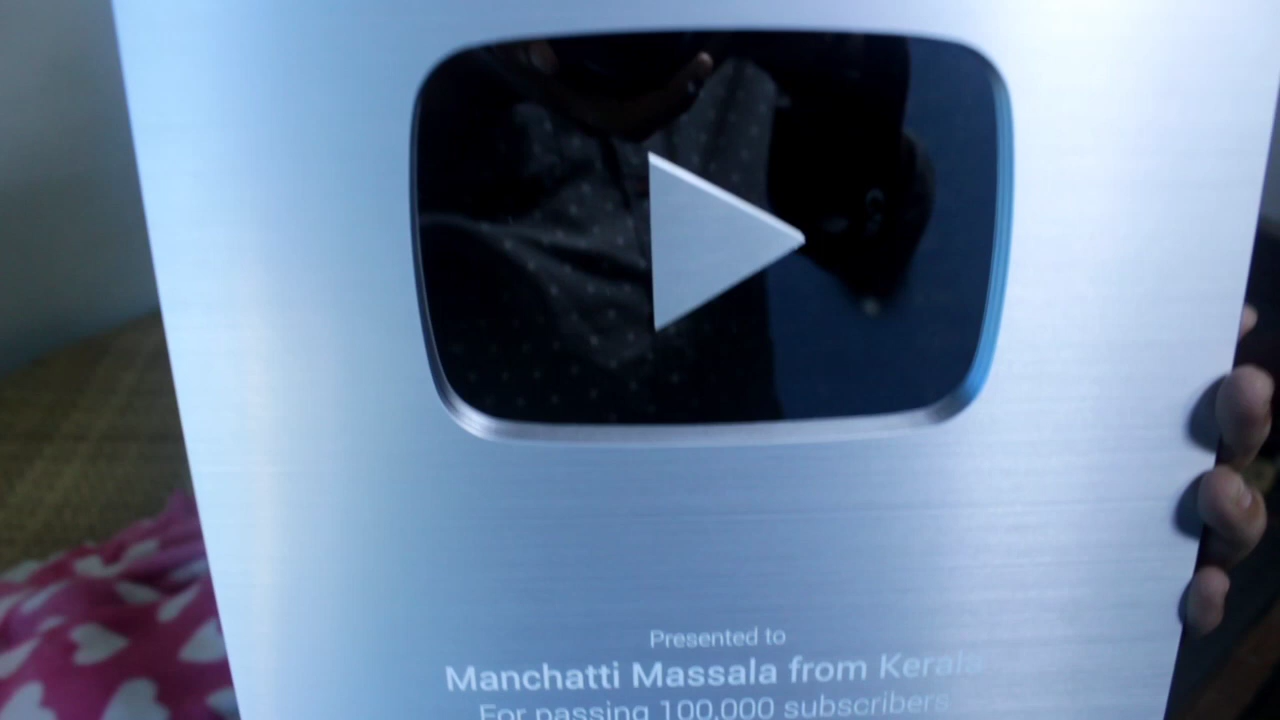 Presented to
Manchatti Massala from Kerala
For passing 100,000 subscribers